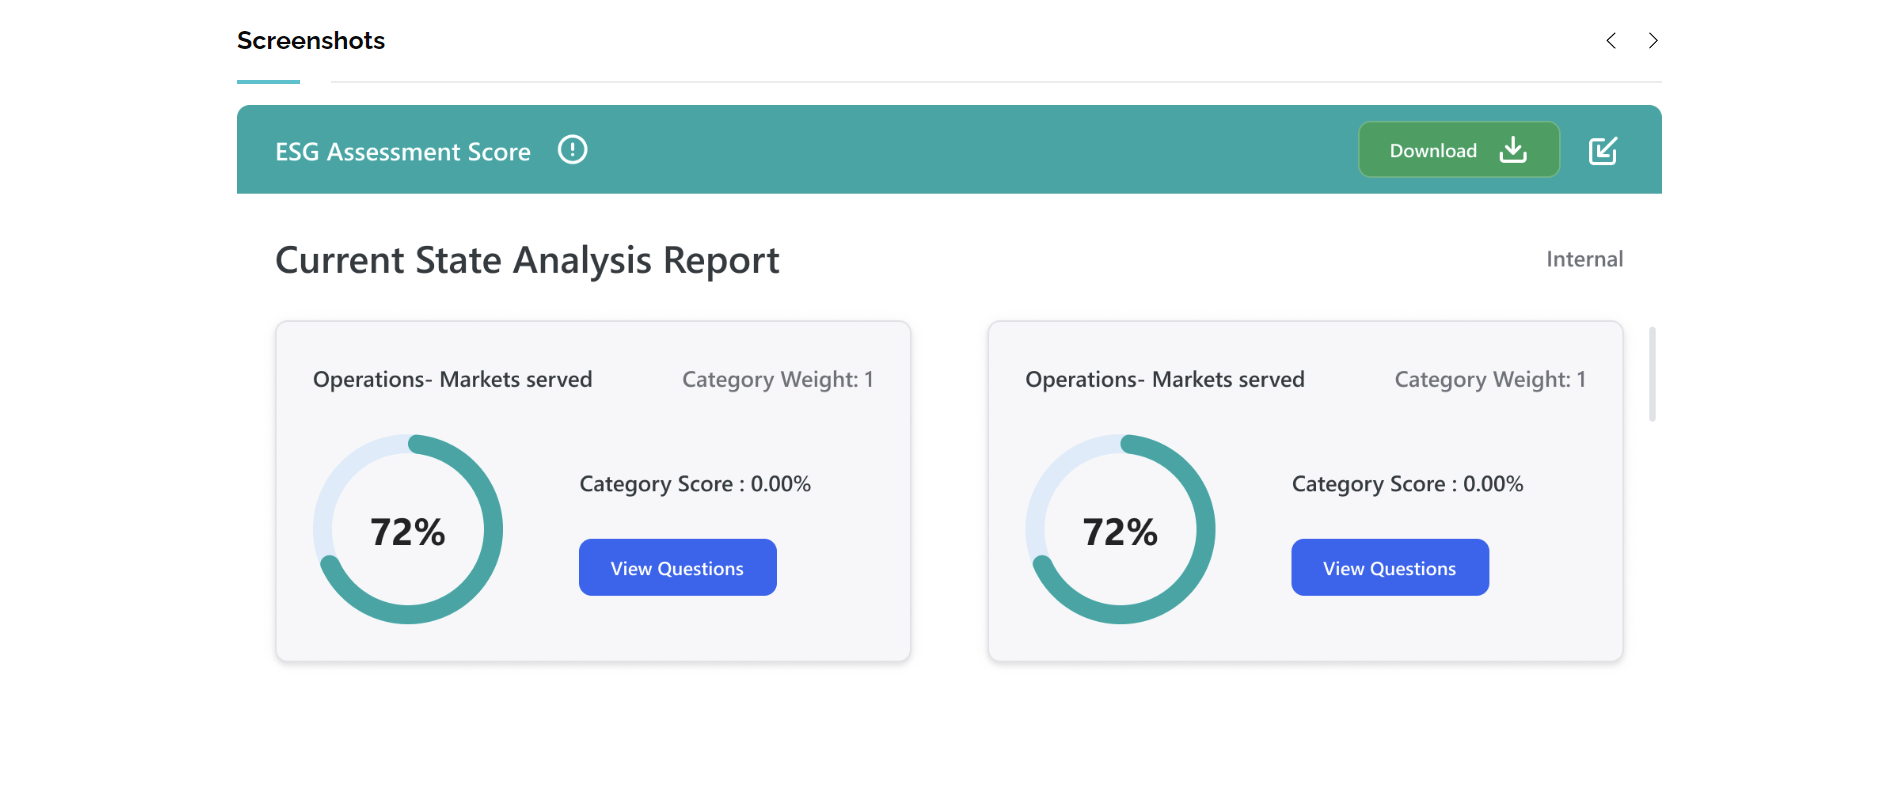 Screenshots
ESG Assessment Score
Download
Current State Analysis Report
Internal
Operations- Markets served
Category Weight: 1
72%
Category Score : 0.00%
View Questions
Operations- Markets served
Category Weight: 1
72%
Category Score : 0.00%
View Questions